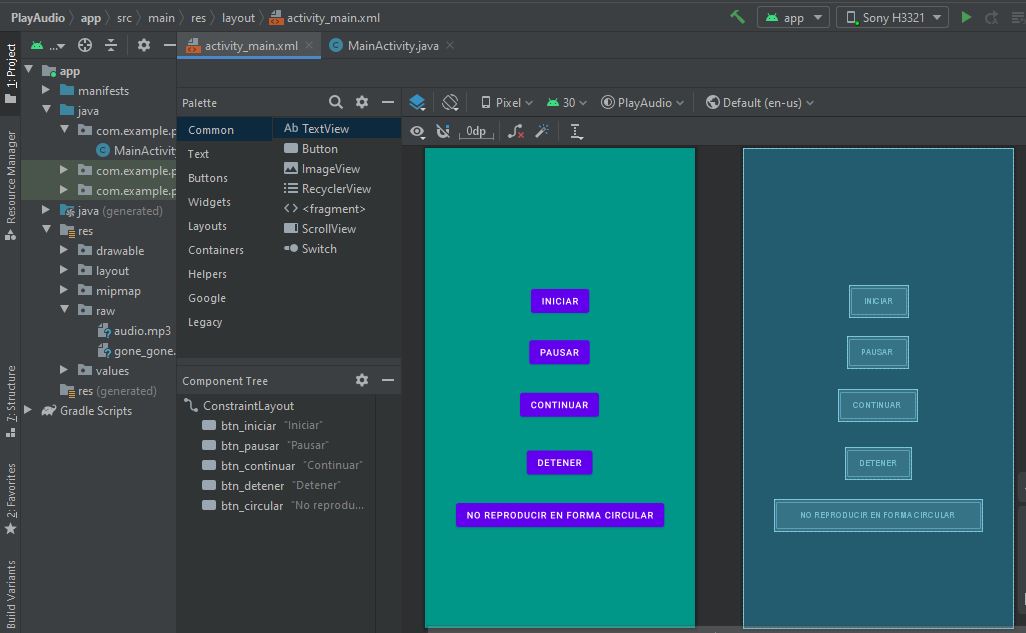 PlayAudio app src main res layout activity_main.xml
app Sony H3321
1: Project
Resource Manager
7: Structure
2: Favorites
Build Variants
...
activity_main.xml MainActivity.java
app
manifests
java
com.example.p
MainActivity
com.example.p
com.example.p
java (generated)
res
drawable
layout
mipmap
raw
audio.mp3
gone_gone.
values
res (generated)
Gradle Scripts
Palette
Common
Text
Buttons
Widgets
Layouts
Containers
Helpers
Google
Legacy
Ab TextView
Button
ImageView
RecyclerView
<> <fragment>
ScrollView
Switch
Component Tree
ConstraintLayout
btn_iniciar "Iniciar"
btn_pausar "Pausar"
btn_continuar "Continuar"
btn_detener "Detener"
btn_circular "No reprodu...
Pixel 30 PlayAudio Default (en-us)
0dp
INICIAR
PAUSAR
CONTINUAR
DETENER
NO REPRODUCIR EN FORMA CIRCULAR
INICIAR
PAUSAR
CONTINUAR
DETENER
NO REPRODUCIR EN FORMA CIRCULAR